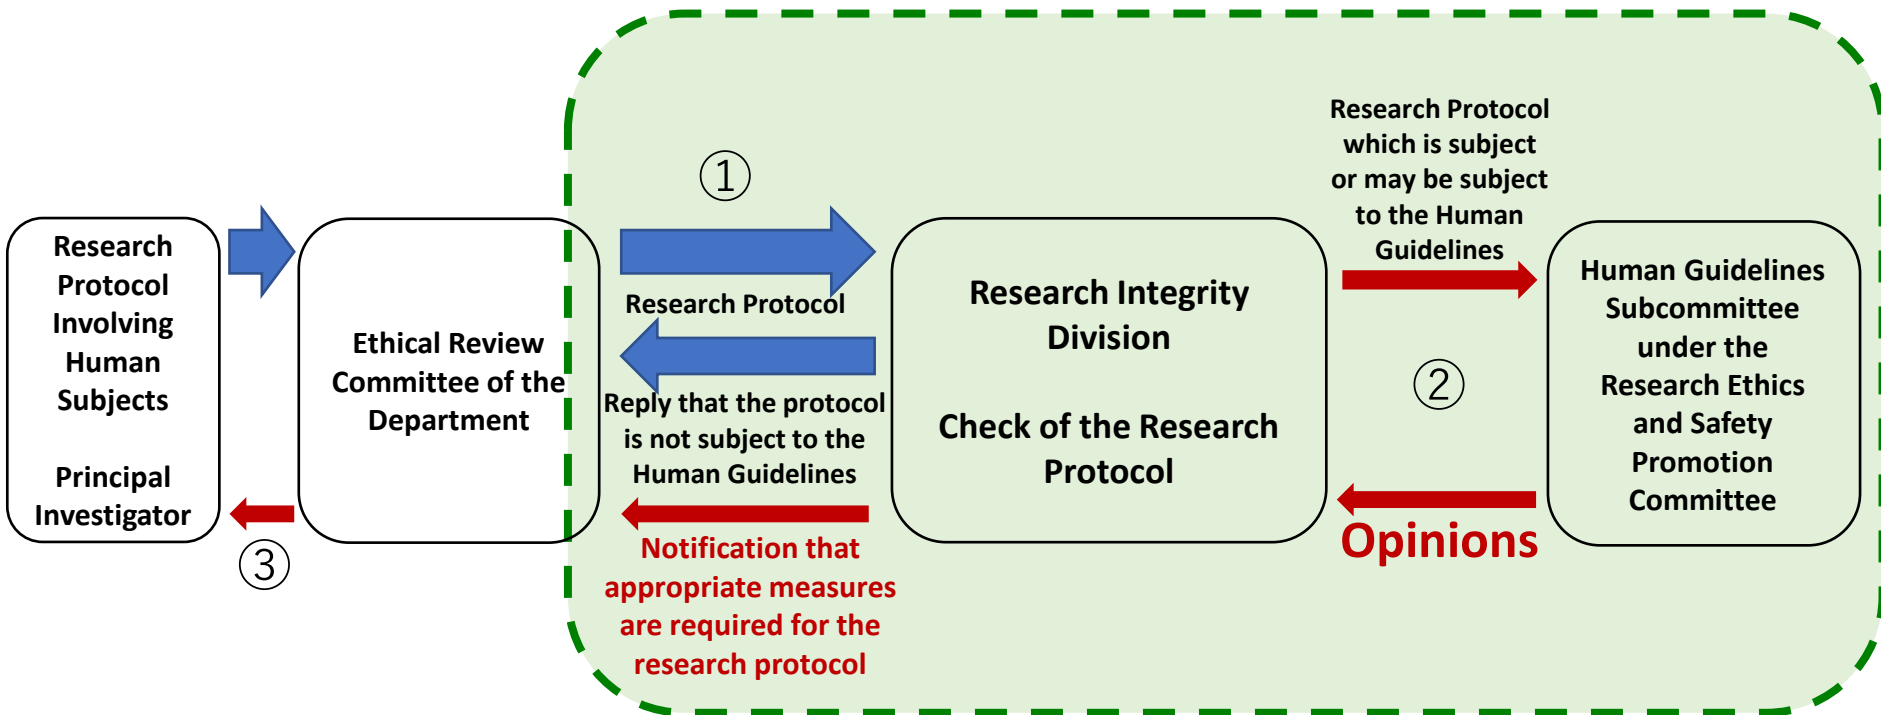 Research
Protocol
Involving
Human
Subjects
Principal
Investigator
③
Ethical Review
Committee of the
Department
①
Research Protocol
Reply that the protocol
is not subject to the
Human Guidelines
Notification that
appropriate measures
are required for the
research protocol
Research Integrity
Division
Check of the Research
Protocol
Research Protocol
which is subject
or may be subject
to the Human
Guidelines
②
Opinions
Human Guidelines
Subcommittee
under the
Research Ethics
and Safety
Promotion
Committee